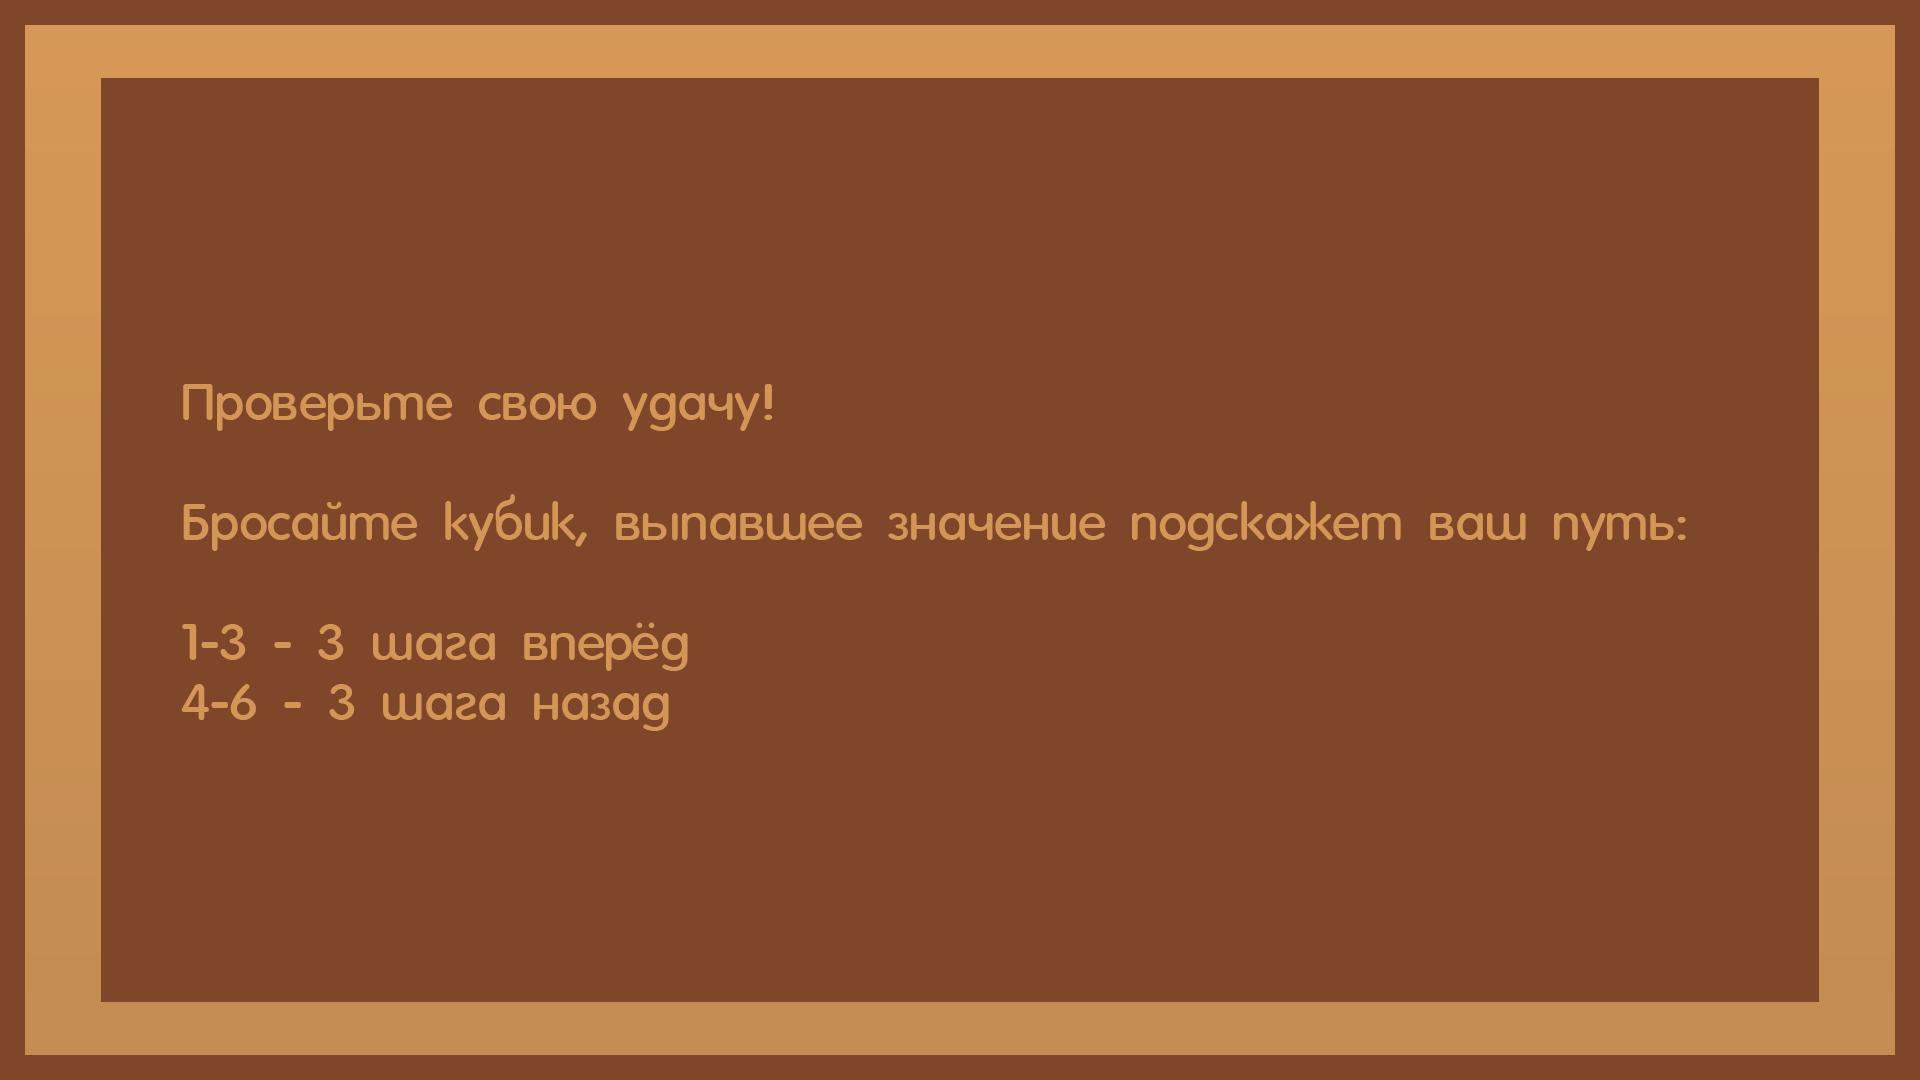 Проверьте свою удачу!
Бросайте кубик, выпавшее значение подскажет ваш путь:
1-3 - 3 шага вперёд
4-6 - 3 шага назад